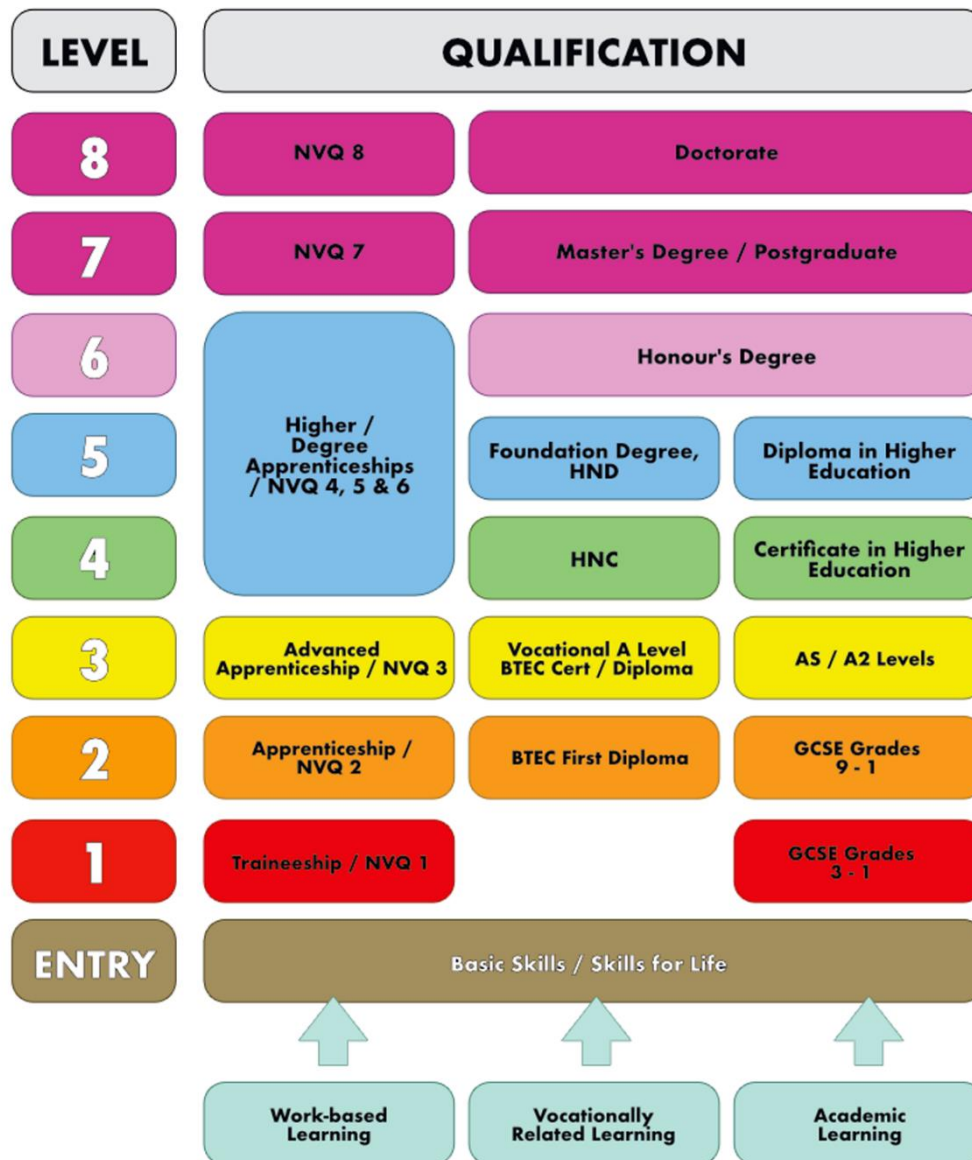 LEVEL
QUALIFICATION
8
NVQ 8
Doctorate
7
NVQ 7
Master's Degree / Postgraduate
6
Higher /
Degree
Apprenticeships
/ NVQ 4, 5 & 6
Honour's Degree
5
Foundation Degree,
HND
Diploma in Higher
Education
4
HNC
Certificate in Higher
Education
3
Advanced
Apprenticeship / NVQ 3
Vocational A Level
BTEC Cert / Diploma
AS / A2 Levels
2
Apprenticeship /
NVQ 2
BTEC First Diploma
GCSE Grades
9 - 1
1
Traineeship / NVQ 1
GCSE Grades
3 - 1
ENTRY
Basic Skills / Skills for Life
Work-based
Learning
Vocationally
Related Learning
Academic
Learning